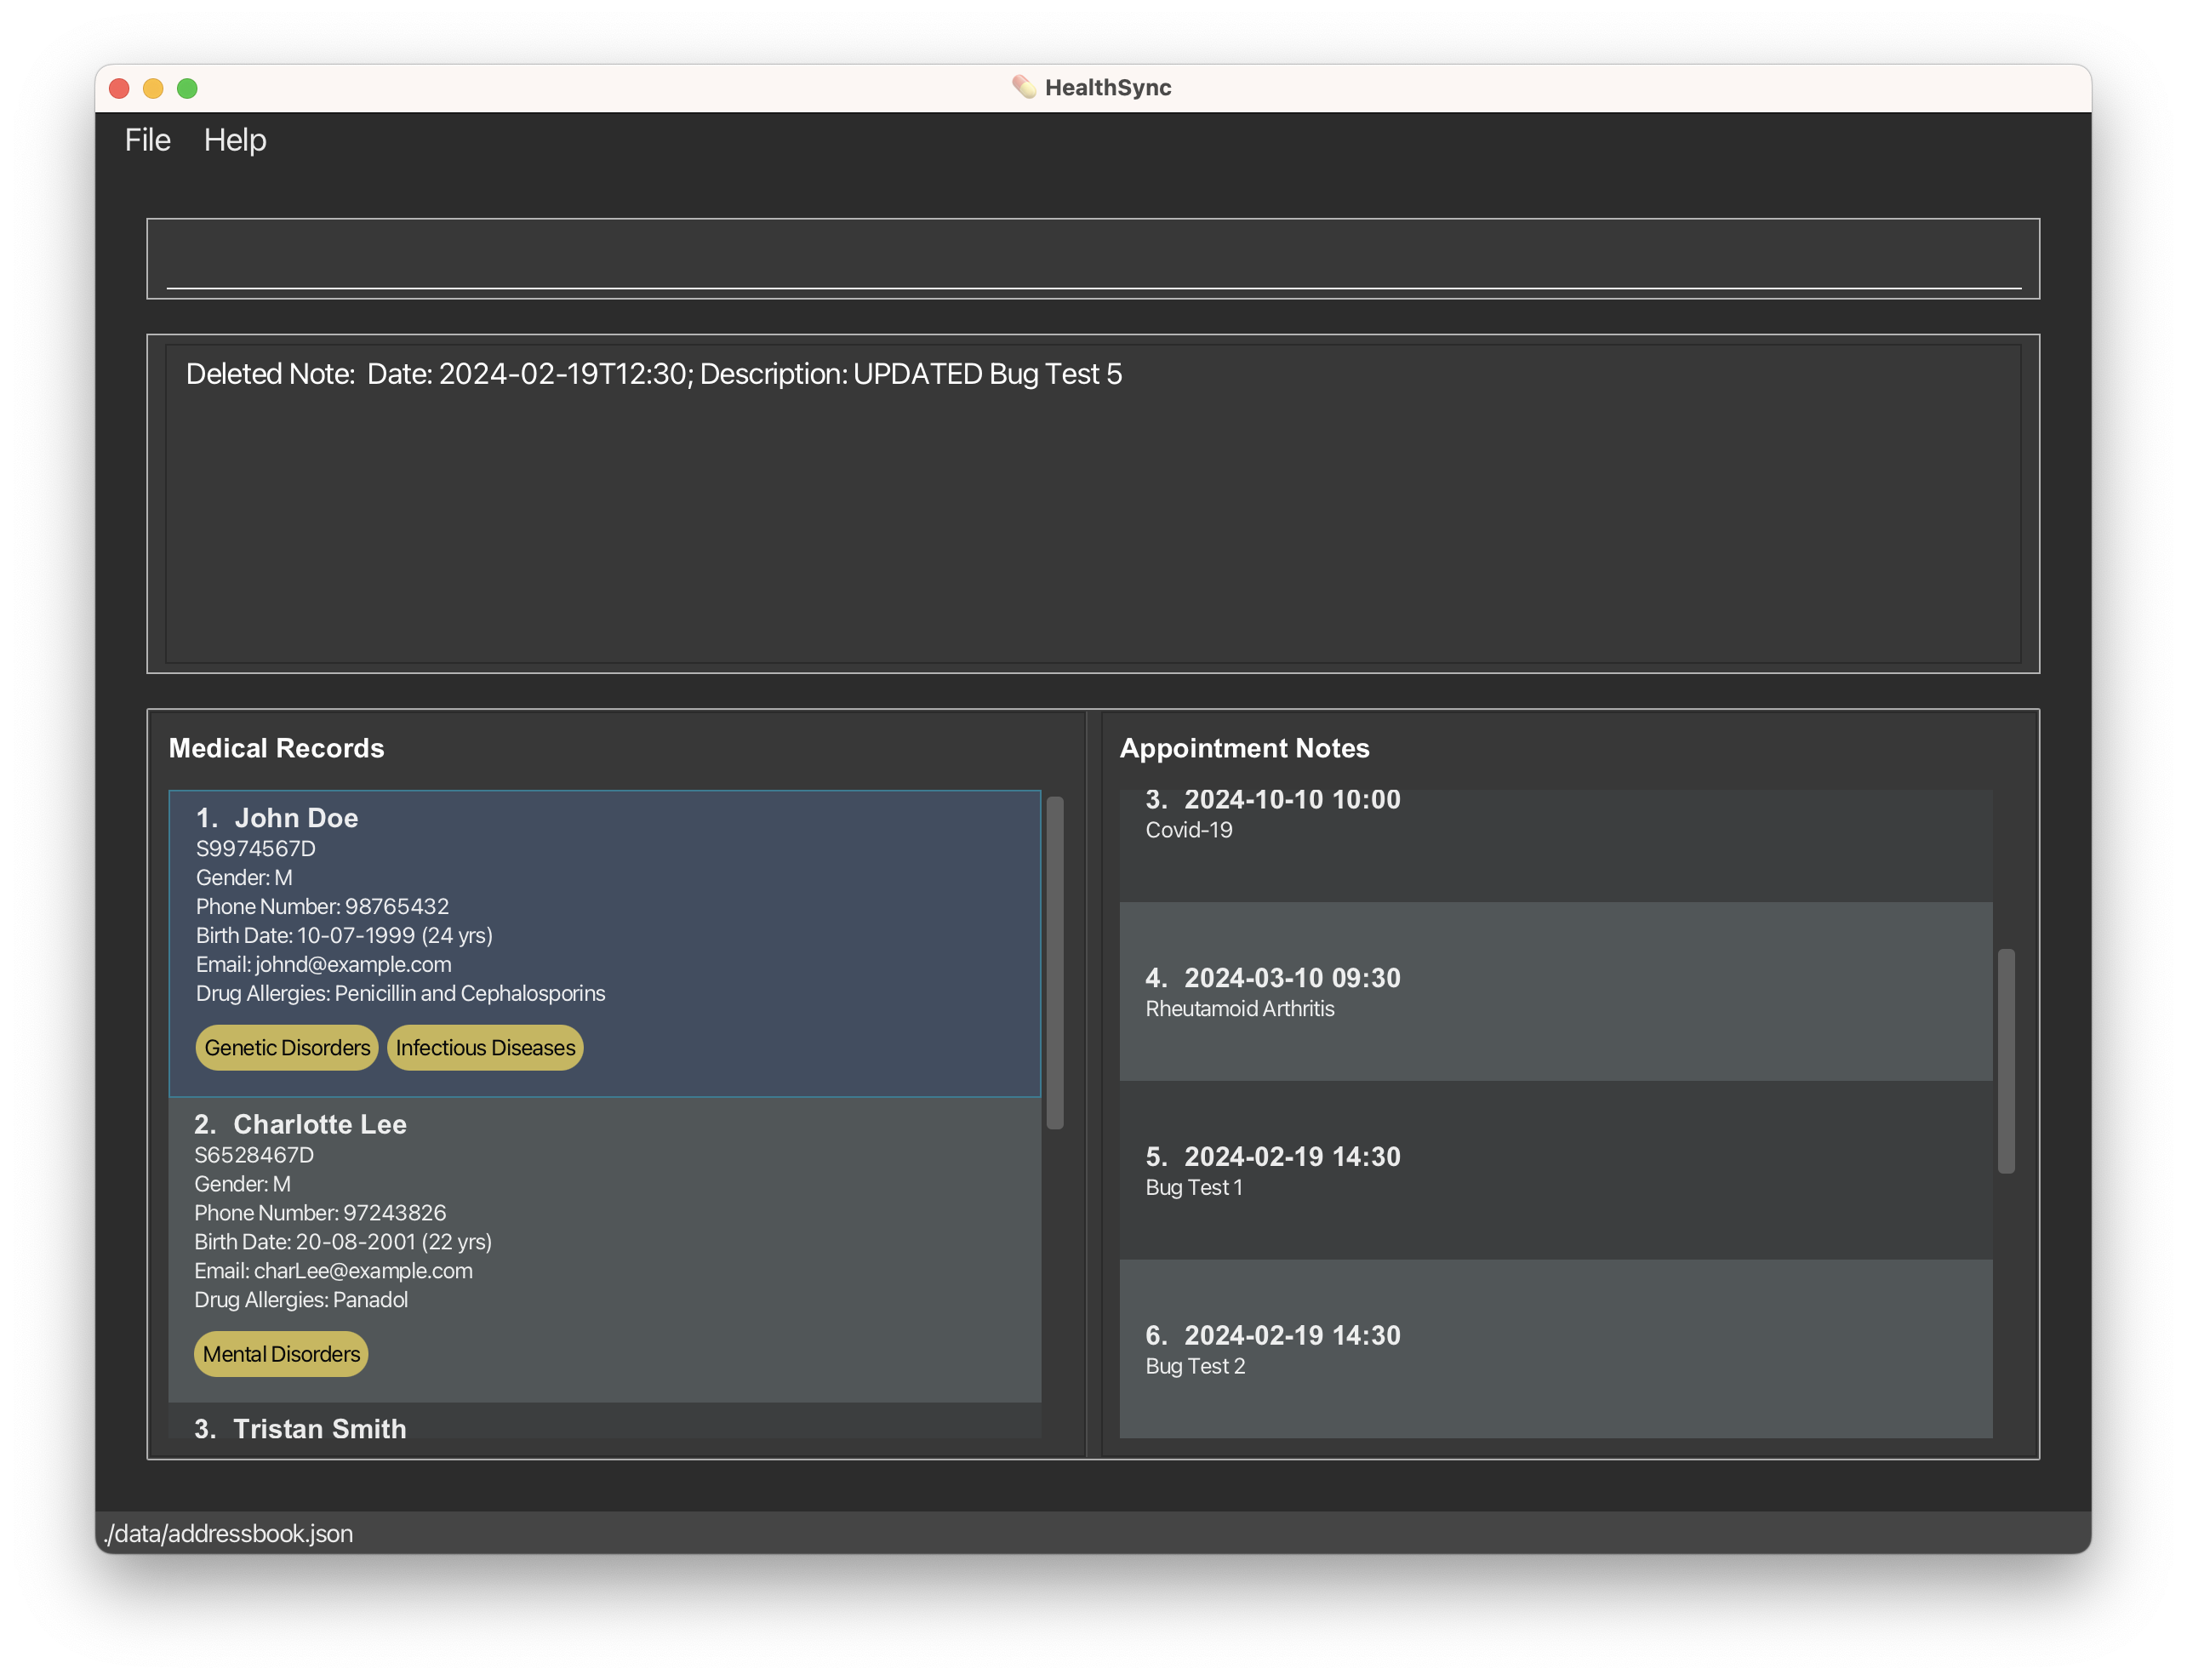 HealthSync
File Help
Deleted Note: Date: 2024-02-19T12:30; Description: UPDATED Bug Test 5
Medical Records
1. John Doe
S9974567D
Gender: M
Phone Number: 98765432
Birth Date: 10-07-1999 (24 yrs)
Email: johnd@example.com
Drug Allergies: Penicillin and Cephalosporins
Genetic Disorders Infectious Diseases
2. Charlotte Lee
S6528467D
Gender: M
Phone Number: 97243826
Birth Date: 20-08-2001 (22 yrs)
Email: charLee@example.com
Drug Allergies: Panadol
Mental Disorders
3. Tristan Smith
Appointment Notes
3. 2024-10-10 10:00
Covid-19
4. 2024-03-10 09:30
Rheutamoid Arthritis
5. 2024-02-19 14:30
Bug Test 1
6. 2024-02-19 14:30
Bug Test 2
./data/addressbook.json